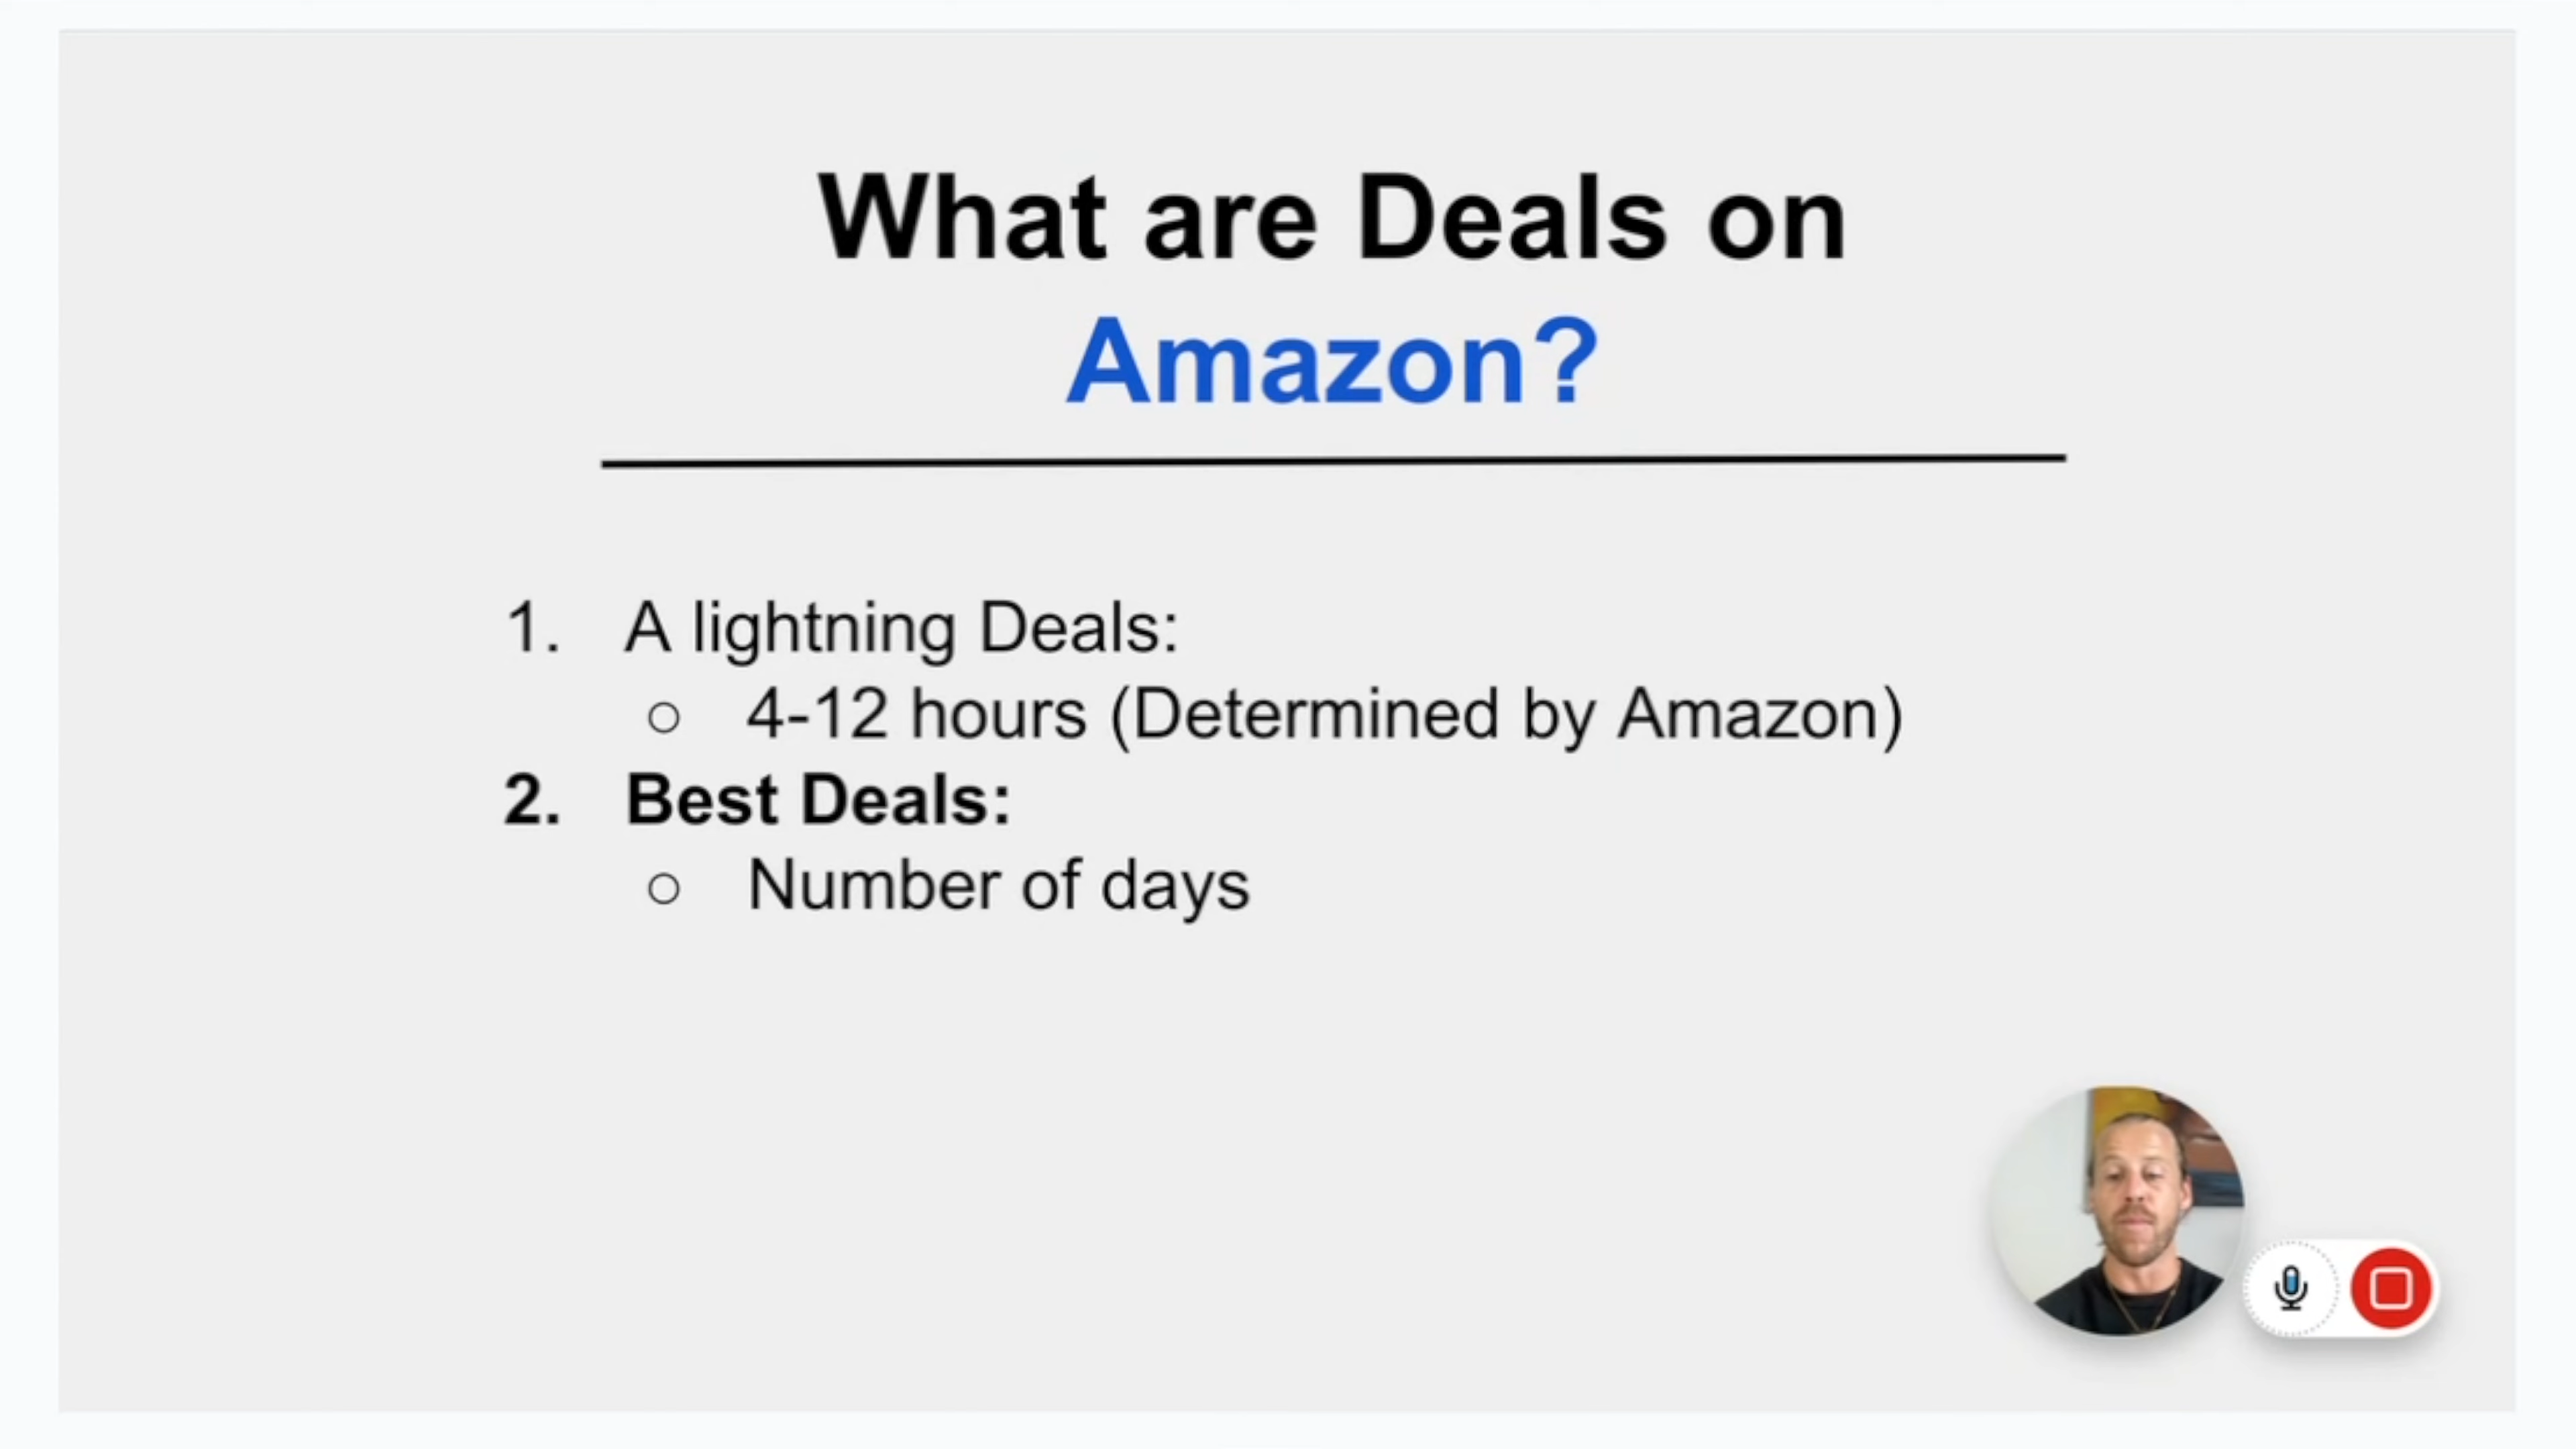 What are Deals on
Amazon?
1. A lightning Deals:
○ 4-12 hours (Determined by Amazon)
2. Best Deals:
○ Number of days